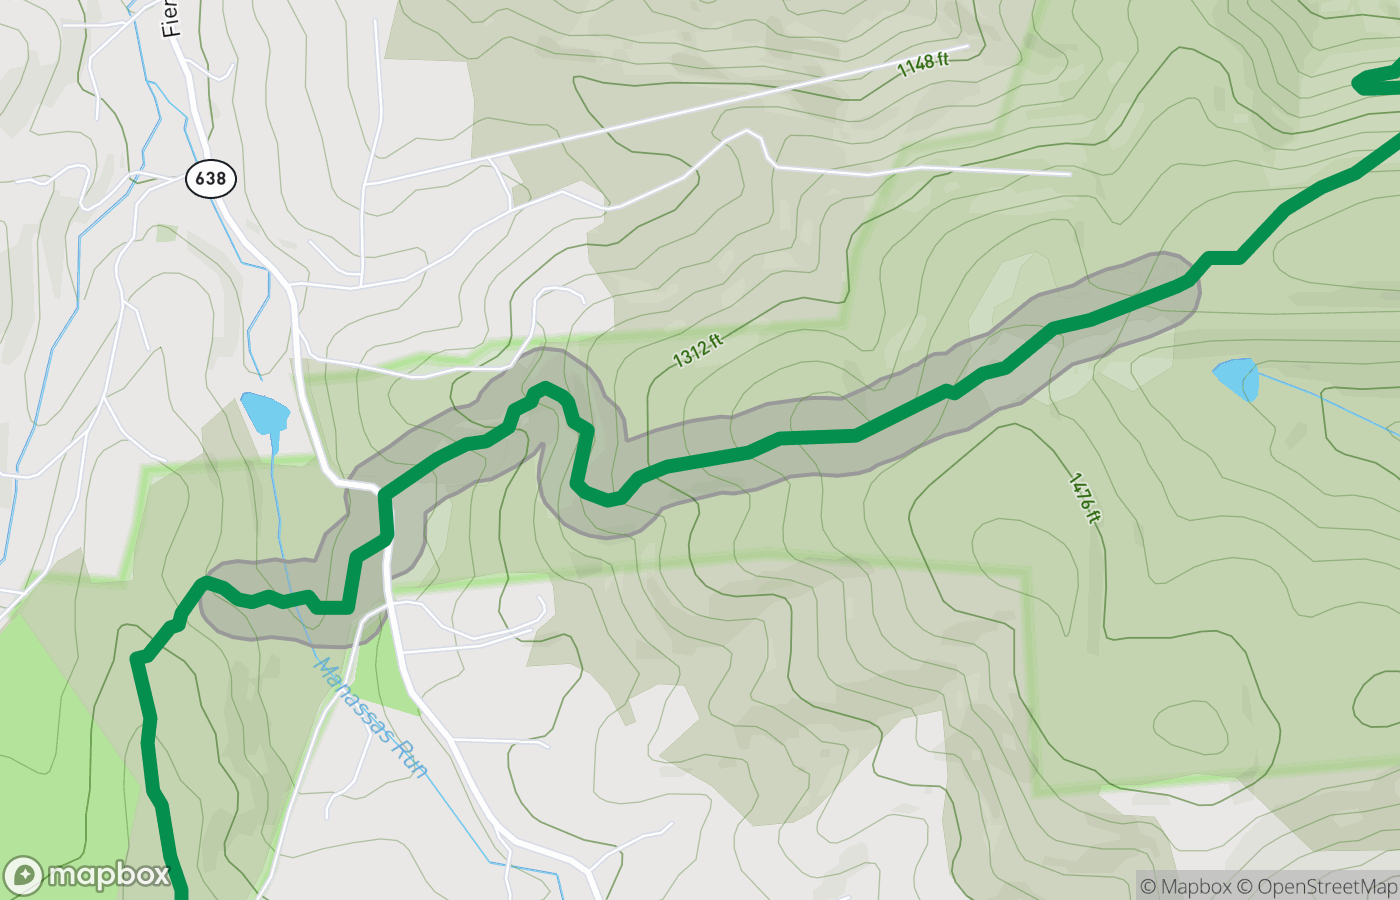 Fier
1148 ft
638
1312 ft
1476 ft
Manassas Run
mapbox
© Mapbox © OpenStreetMap